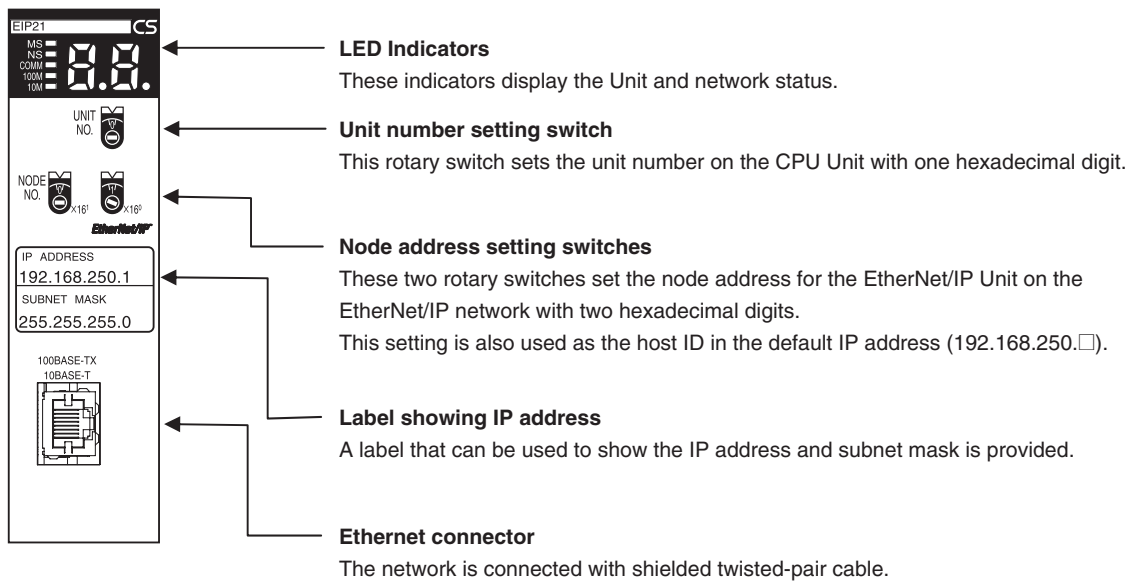 EIP21
CS
MS
NS
COMM
100M
10M
8.8.
UNIT
NO.
NODE
NO.
×16¹
×16⁰
EtherNet/IP
IP ADDRESS
192.168.250.1
SUBNET MASK
255.255.255.0
100BASE-TX
10BASE-T
LED Indicators
These indicators display the Unit and network status.
Unit number setting switch
This rotary switch sets the unit number on the CPU Unit with one hexadecimal digit.
Node address setting switches
These two rotary switches set the node address for the EtherNet/IP Unit on the
EtherNet/IP network with two hexadecimal digits.
This setting is also used as the host ID in the default IP address (192.168.250.□).
Label showing IP address
A label that can be used to show the IP address and subnet mask is provided.
Ethernet connector
The network is connected with shielded twisted-pair cable.